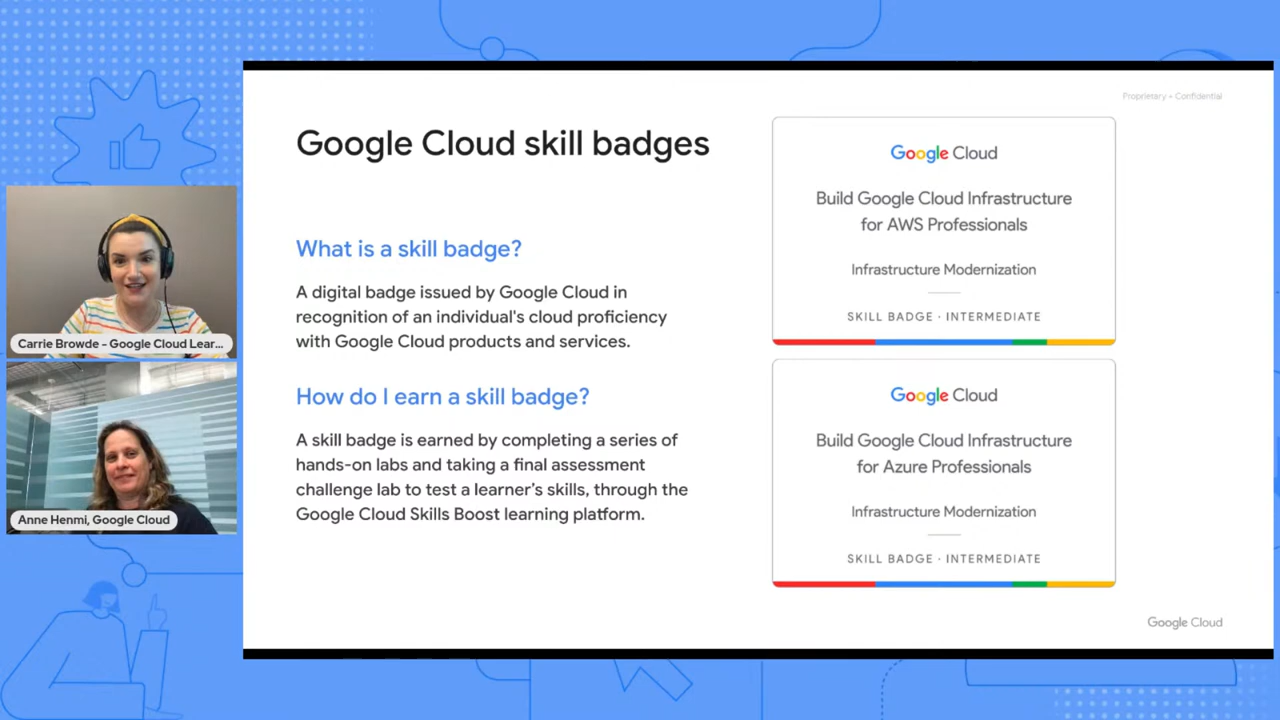 Proprietary + Confidential
Google Cloud skill badges
What is a skill badge?
A digital badge issued by Google Cloud in
recognition of an individual's cloud proficiency
with Google Cloud products and services.
How do I earn a skill badge?
A skill badge is earned by completing a series of
hands-on labs and taking a final assessment
challenge lab to test a learner’s skills, through the
Google Cloud Skills Boost learning platform.
Google Cloud
Build Google Cloud Infrastructure
for AWS Professionals
Infrastructure Modernization
SKILL BADGE · INTERMEDIATE
Google Cloud
Build Google Cloud Infrastructure
for Azure Professionals
Infrastructure Modernization
SKILL BADGE · INTERMEDIATE
Google Cloud
Carrie Browde - Google Cloud Lear...
Anne Henmi, Google Cloud